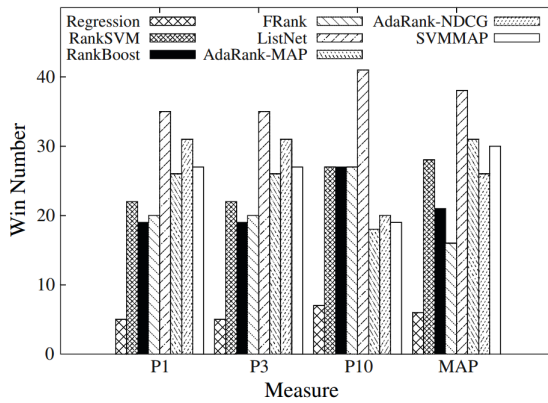 Regression
RankSVM
RankBoost
FRank
ListNet
AdaRank-MAP
AdaRank-NDCG
SVMMAP
Win Number
40
30
20
10
0
P1 P3 P10 MAP
Measure